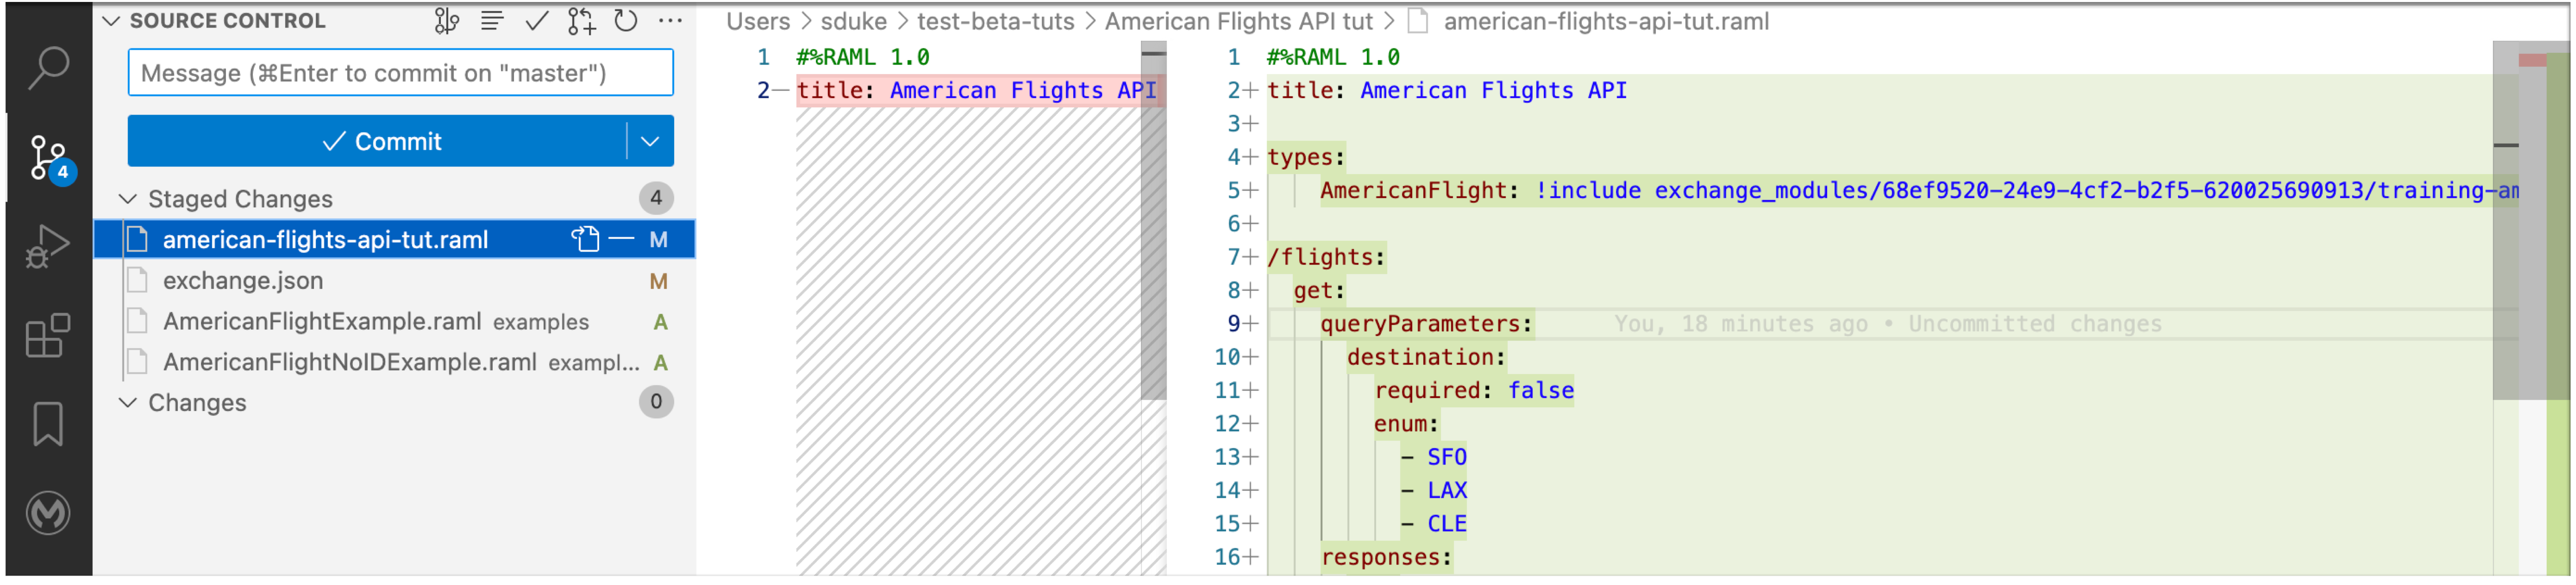 SOURCE CONTROL
Message (⌘Enter to commit on "master")
Commit
4
Staged Changes 4
american-flights-api-tut.raml M
exchange.json M
AmericanFlightExample.raml examples A
AmericanFlightNoIDExample.raml exampl... A
Changes 0
Users > sduke > test-beta-tuts > American Flights API tut > american-flights-api-tut.raml
1 #%RAML 1.0
2— title: American Flights API
1 #%RAML 1.0
2+ title: American Flights API
3+
4+ types:
5+ AmericanFlight: !include exchange_modules/68ef9520-24e9-4cf2-b2f5-620025690913/training-am
6+
7+ /flights:
8+ get:
9+ queryParameters: You, 18 minutes ago • Uncommitted changes
10+ destination:
11+ required: false
12+ enum:
13+ - SFO
14+ - LAX
15+ - CLE
16+ responses: